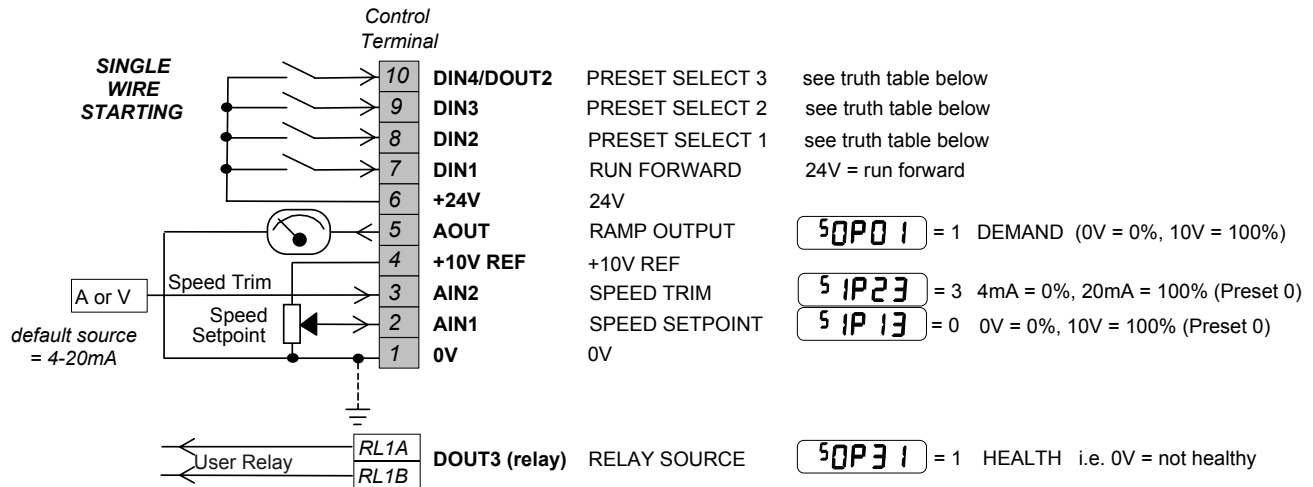 Control
Terminal
SINGLE
WIRE
STARTING
10 DIN4/DOUT2 PRESET SELECT 3 see truth table below
9 DIN3 PRESET SELECT 2 see truth table below
8 DIN2 PRESET SELECT 1 see truth table below
7 DIN1 RUN FORWARD 24V = run forward
6 +24V 24V
5 AOUT RAMP OUTPUT SOP01 = 1 DEMAND (0V = 0%, 10V = 100%)
4 +10V REF +10V REF
A or V Speed Trim 3 AIN2 SPEED TRIM SIP23 = 3 4mA = 0%, 20mA = 100% (Preset 0)
Speed
Setpoint 2 AIN1 SPEED SETPOINT SIP13 = 0 0V = 0%, 10V = 100% (Preset 0)
default source
= 4-20mA
1 0V 0V
RL1A
User Relay DOUT3 (relay) RELAY SOURCE SOP31 = 1 HEALTH i.e. 0V = not healthy
RL1B